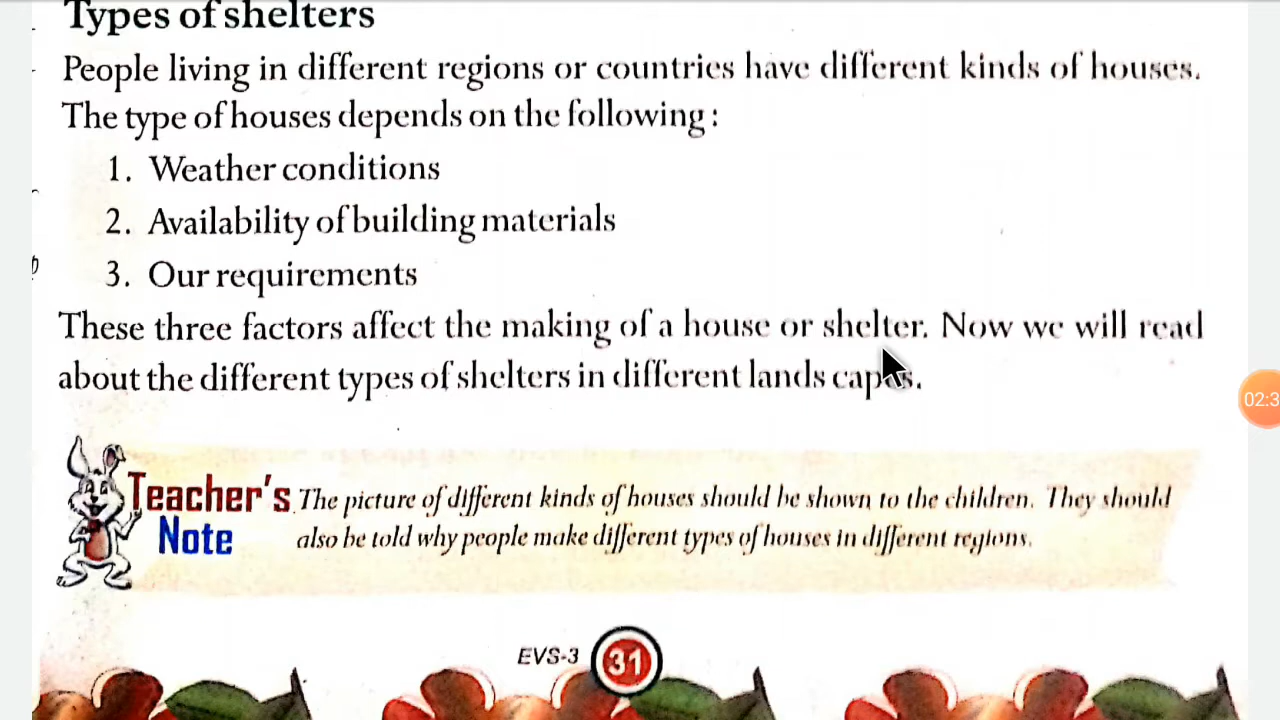 Types of shelters
People living in different regions or countries have different kinds of houses.
The type of houses depends on the following :
1. Weather conditions
2. Availability of building materials
3. Our requirements
These three factors affect the making of a house or shelter. Now we will read
about the different types of shelters in different lands capes.
Teacher's Note
The picture of different kinds of houses should be shown to the children. They should
also be told why people make different types of houses in different regions.
EVS-3 31
02:3